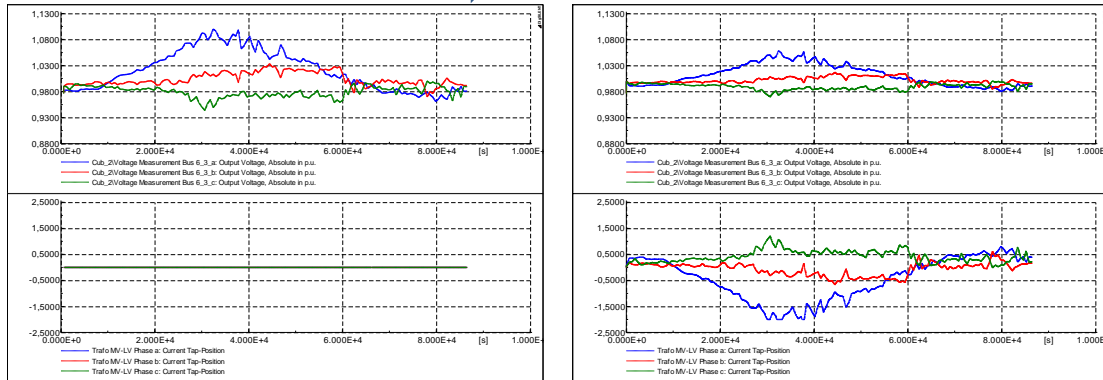 1,1300
1,0800
1,0300
0,9800
0,9300
0,8800
0.000E+0 2.000E+4 4.000E+4 6.000E+4 8.000E+4 [s] 1.000E+
Cub_2\Voltage Measurement Bus 6_3_a: Output Voltage, Absolute in p.u.
Cub_2\Voltage Measurement Bus 6_3_b: Output Voltage, Absolute in p.u.
Cub_2\Voltage Measurement Bus 6_3_c: Output Voltage, Absolute in p.u.
2,5000
1,5000
0,5000
-0,5000
-1,5000
-2,5000
0.000E+0 2.000E+4 4.000E+4 6.000E+4 8.000E+4 [s] 1.000E+
Trafo MV-LV Phase a: Current Tap-Position
Trafo MV-LV Phase b: Current Tap-Position
Trafo MV-LV Phase c: Current Tap-Position
1,1300
1,0800
1,0300
0,9800
0,9300
0,8800
0.000E+0 2.000E+4 4.000E+4 6.000E+4 8.000E+4 [s] 1.000
Cub_2\Voltage Measurement Bus 6_3_a: Output Voltage, Absolute in p.u.
Cub_2\Voltage Measurement Bus 6_3_b: Output Voltage, Absolute in p.u.
Cub_2\Voltage Measurement Bus 6_3_c: Output Voltage, Absolute in p.u.
2,5000
1,5000
0,5000
-0,5000
-1,5000
-2,5000
0.000E+0 2.000E+4 4.000E+4 6.000E+4 8.000E+4 [s] 1.000
Trafo MV-LV Phase a: Current Tap-Position
Trafo MV-LV Phase b: Current Tap-Position
Trafo MV-LV Phase c: Current Tap-Position